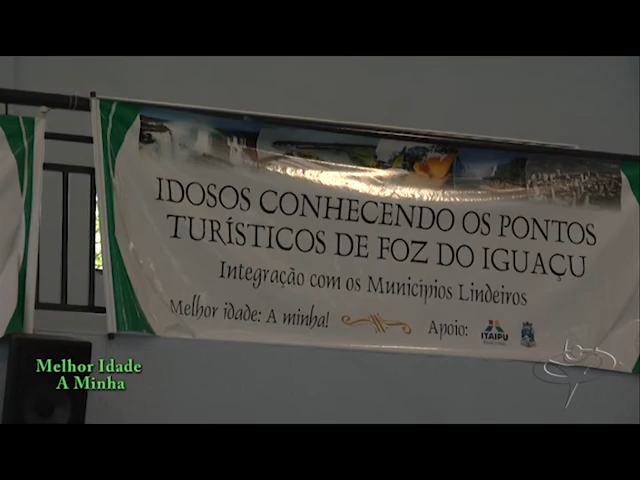 IDOSOS CONHECENDO OS PONTOS
TURÍSTICOS DE FOZ DO IGUAÇU
Integração com os Municípios Lindeiros
Melhor idade: A minha! Apoio: ITAIPU
Melhor Idade
A Minha